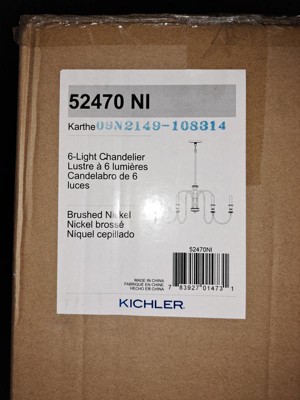 52470 NI
Karthe 09N2149-108314
6-Light Chandelier
Lustre à 6 lumières
Candelabro de 6
luces
Brushed Nickel
Nickel brossé
Níquel cepillado
52470NI
MADE IN CHINA
FABRIQUÉ EN CHINE
HECHO EN CHINA
7 83927 01473 1
KICHLER®